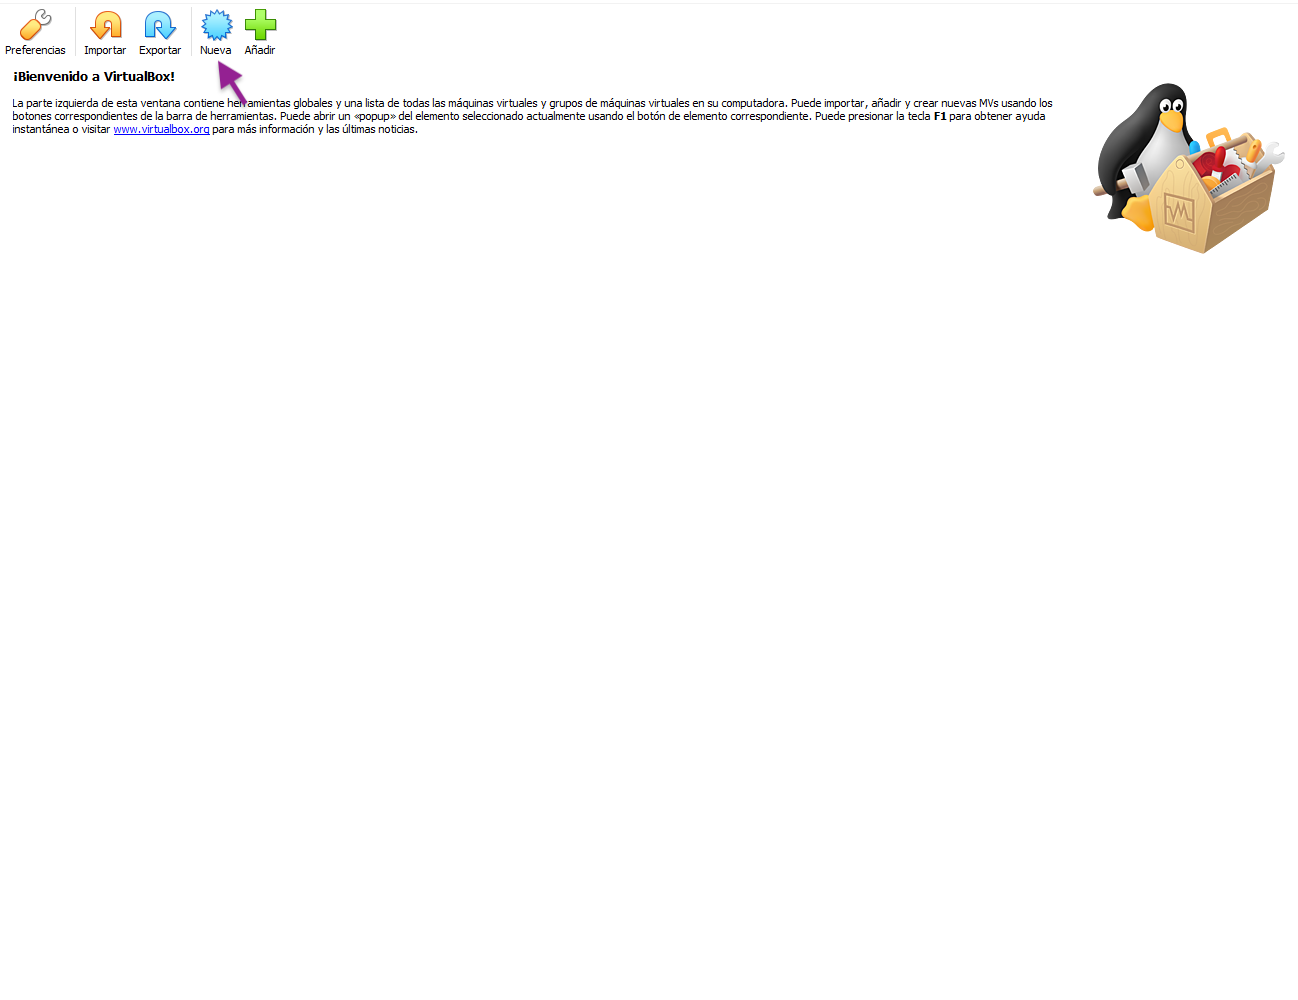 Preferencias Importar Exportar Nueva Añadir
¡Bienvenido a VirtualBox!
La parte izquierda de esta ventana contiene herramientas globales y una lista de todas las máquinas virtuales y grupos de máquinas virtuales en su computadora. Puede importar, añadir y crear nuevas MVs usando los
botones correspondientes de la barra de herramientas. Puede abrir un «popup» del elemento seleccionado actualmente usando el botón de elemento correspondiente. Puede presionar la tecla F1 para obtener ayuda
instantánea o visitar www.virtualbox.org para más información y las últimas noticias.